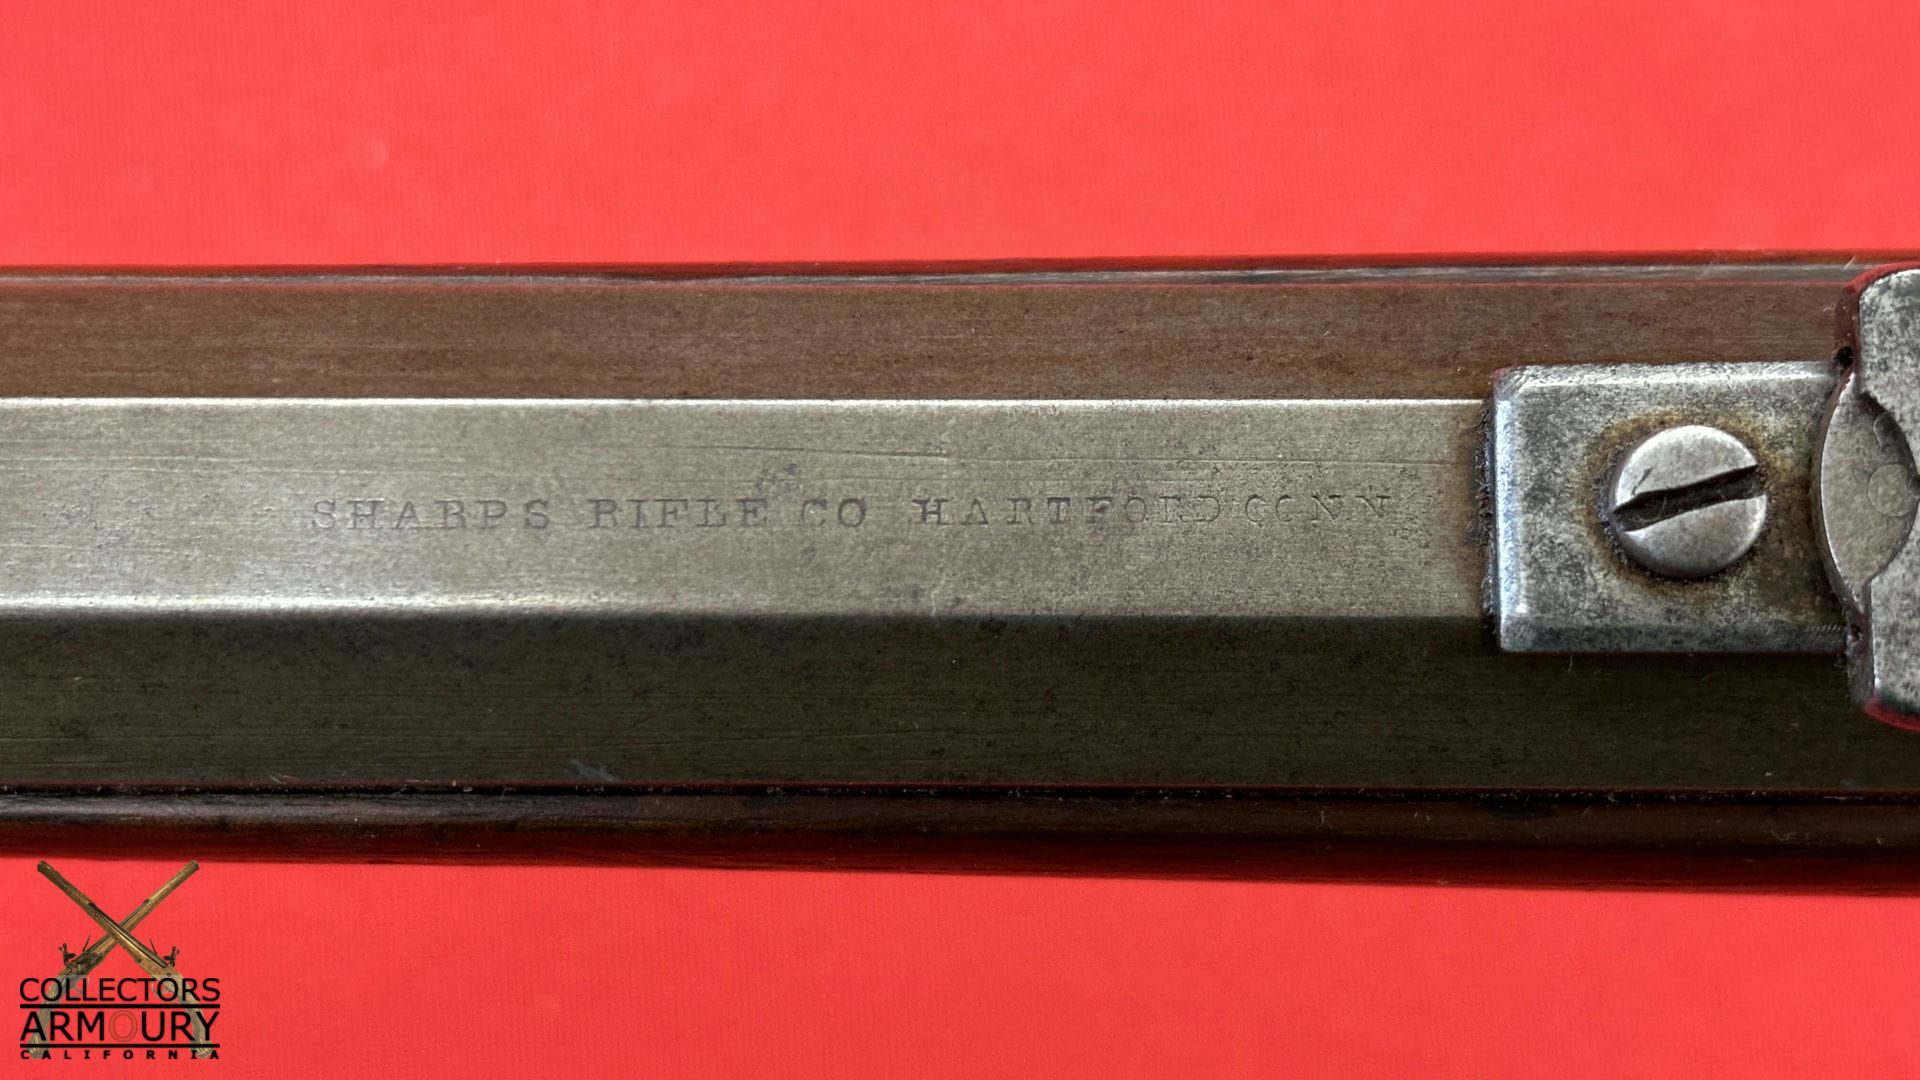 SHARPS RIFLE CO HARTFORD CONN
COLLECTORS
ARMOURY
CALIFORNIA